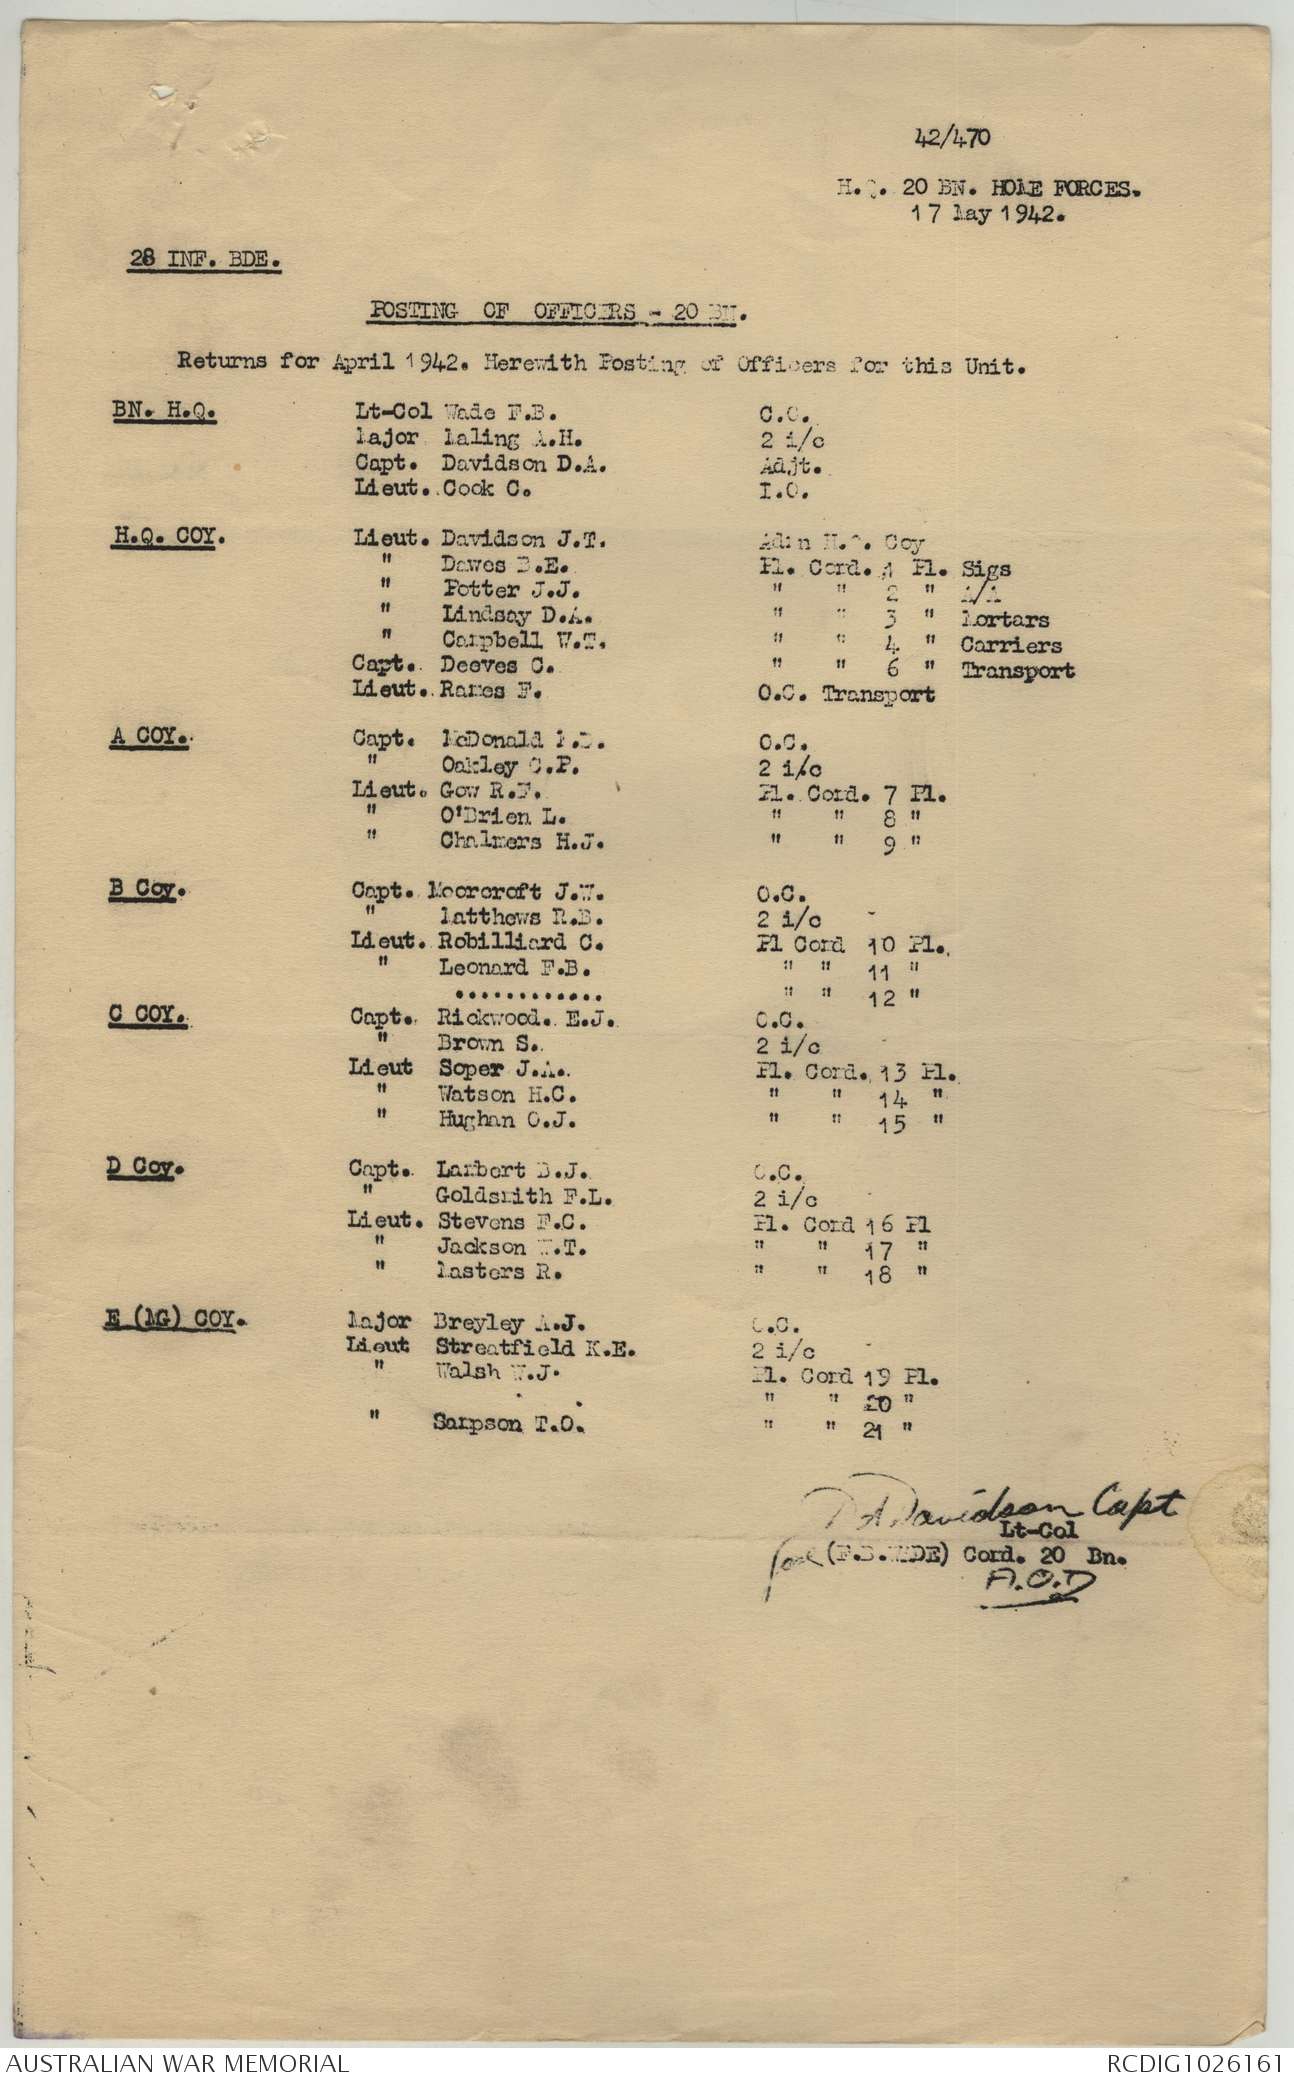 42/470
H.Q. 20 BN. HOME FORCES.
17 May 1942.
28 INF. BDE.
POSTING OF OFFICERS - 20 BN.
Returns for April 1942. Herewith Posting of Officers for this Unit.
BN. H.Q. Lt-Col Wade F.B. C.O.
Major Maling A.H. 2 i/c
Capt. Davidson D.A. Adjt.
Lieut. Cook C. I.O.
H.Q. COY. Lieut. Davidson J.T. Adm H.Q. Coy
" Dawes B.E. Pl. Comd. 1 Pl. Sigs
" Potter J.J. " " 2 " A/A
" Lindsay D.A. " " 3 " Mortars
" Campbell W.T. " " 4 " Carriers
Capt. Deeves C. " " 6 " Transport
Lieut. Rames F. O.C. Transport
A COY. Capt. McDonald O.C.
" Oakley C.P. 2 i/c
Lieut. Gow R.F. Pl. Comd. 7 Pl.
" O'Brien L. " " 8 "
" Chalmers H.J. " " 9 "
B Coy. Capt. Moorcroft J.W. O.C.
" Matthews R.B. 2 i/c
Lieut. Robilliard C. Pl Comd 10 Pl.
" Leonard F.B. " " 11 "
............ " " 12 "
C COY. Capt. Rickwood. E.J. O.C.
" Brown S. 2 i/c
Lieut Soper J.A. Pl. Comd. 13 Pl.
" Watson H.C. " " 14 "
" Hughan O.J. " " 15 "
D Coy. Capt. Lambert B.J. O.C.
" Goldsmith F.L. 2 i/c
Lieut. Stevens F.C. Pl. Comd 16 Pl
" Jackson W.T. " " 17 "
" Masters R. " " 18 "
E (MG) COY. Major Breyley A.J. O.C.
Lieut Streatfield K.E. 2 i/c
" Walsh W.J. Pl. Comd 19 Pl.
" " 20 "
" Sampson T.O. " " 21 "
D A Davidson Capt
Lt-Col
for (F.B.WADE) Comd. 20 Bn.
A.O.D
AUSTRALIAN WAR MEMORIAL RCDIG1026161